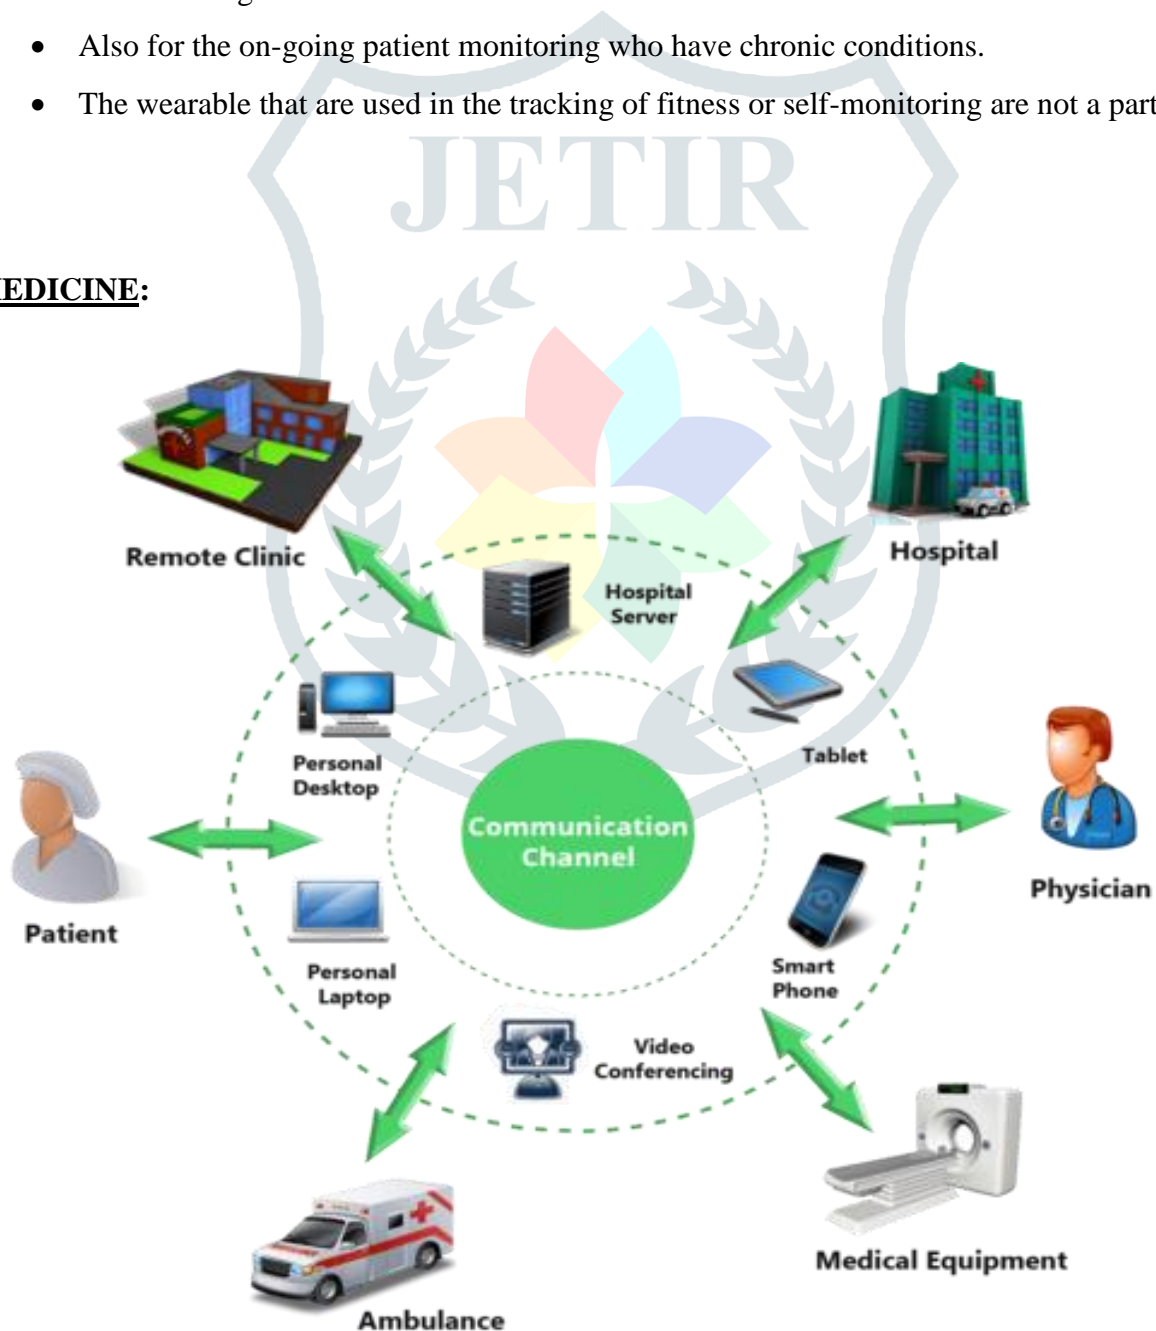 • Also for the on-going patient monitoring who have chronic conditions.
• The wearable that are used in the tracking of fitness or self-monitoring are not a part
JETIR
EDICINE:
Remote Clinic
Hospital
Hospital
Server
Personal
Desktop
Tablet
Communication
Channel
Patient
Physician
Personal
Laptop
Smart
Phone
Video
Conferencing
Medical Equipment
Ambulance